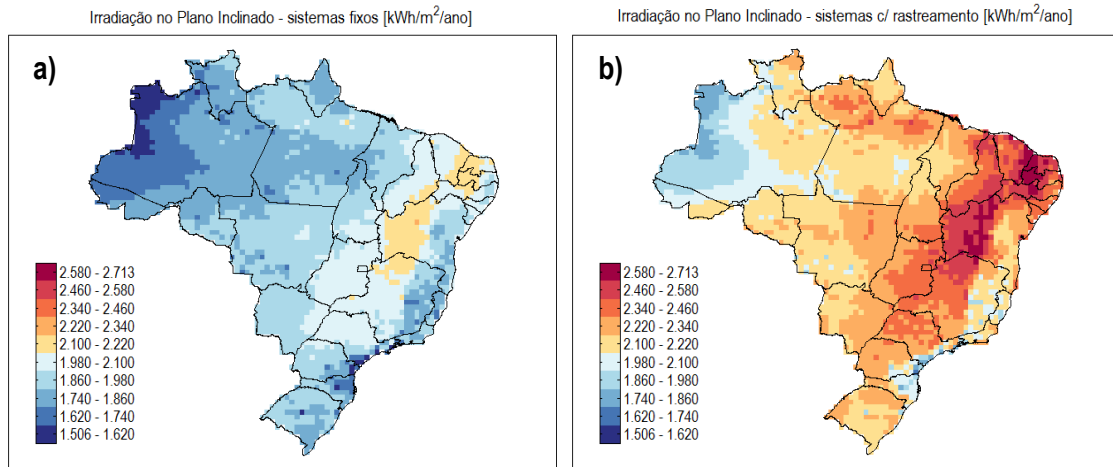 Irradiação no Plano Inclinado - sistemas fixos [kWh/m²/ano]
a)
2.580 - 2.713
2.460 - 2.580
2.340 - 2.460
2.220 - 2.340
2.100 - 2.220
1.980 - 2.100
1.860 - 1.980
1.740 - 1.860
1.620 - 1.740
1.506 - 1.620
Irradiação no Plano Inclinado - sistemas c/ rastreamento [kWh/m²/ano]
b)
2.580 - 2.713
2.460 - 2.580
2.340 - 2.460
2.220 - 2.340
2.100 - 2.220
1.980 - 2.100
1.860 - 1.980
1.740 - 1.860
1.620 - 1.740
1.506 - 1.620